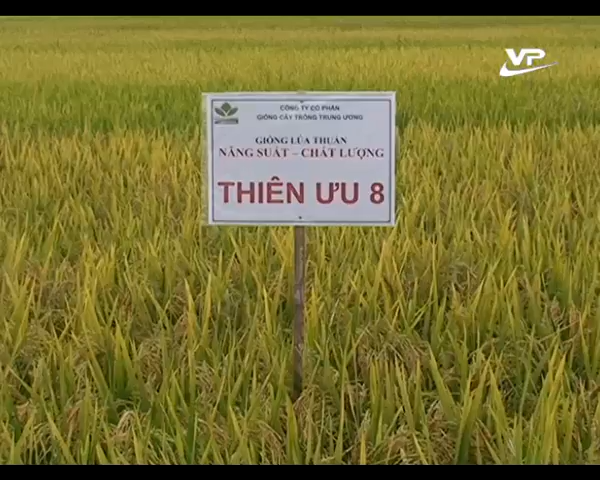 VP
CÔNG TY CỔ PHẦN
GIỐNG CÂY TRỒNG TRUNG ƯƠNG
GIỐNG LÚA THUẦN
NĂNG SUẤT - CHẤT LƯỢNG
THIÊN ƯU 8